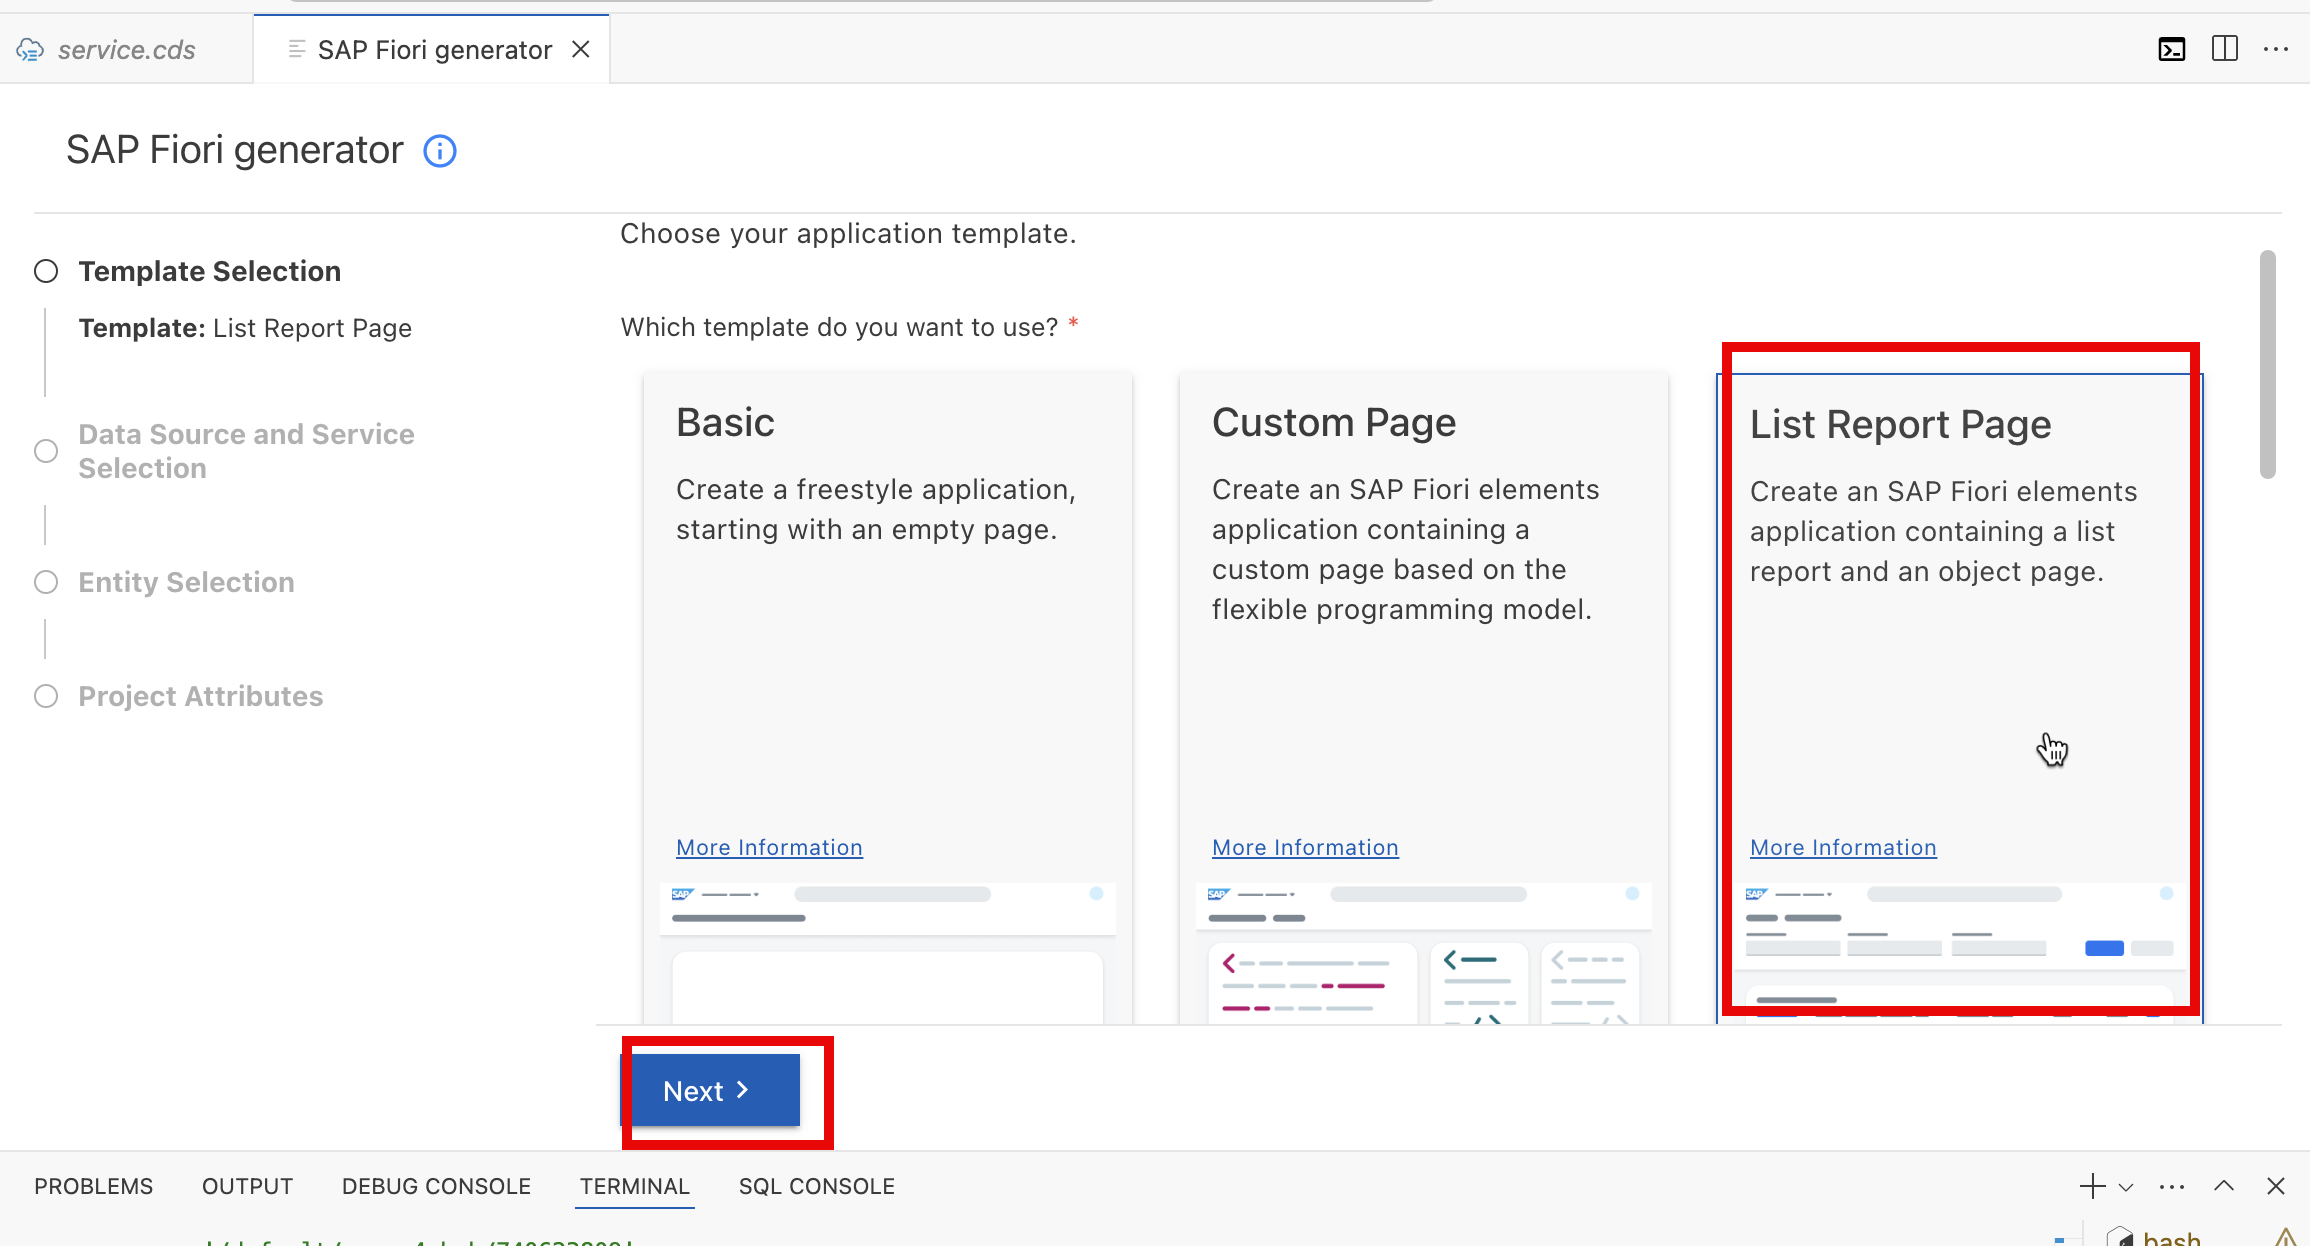 service.cds
SAP Fiori generator
SAP Fiori generator
Choose your application template.
Template Selection
Template: List Report Page
Data Source and Service
Selection
Entity Selection
Project Attributes
Which template do you want to use? *
Basic
Create a freestyle application,
starting with an empty page.
More Information
SAP
Custom Page
Create an SAP Fiori elements
application containing a
custom page based on the
flexible programming model.
More Information
SAP
List Report Page
Create an SAP Fiori elements
application containing a list
report and an object page.
More Information
SAP
Next
PROBLEMS
OUTPUT
DEBUG CONSOLE
TERMINAL
SQL CONSOLE
bash